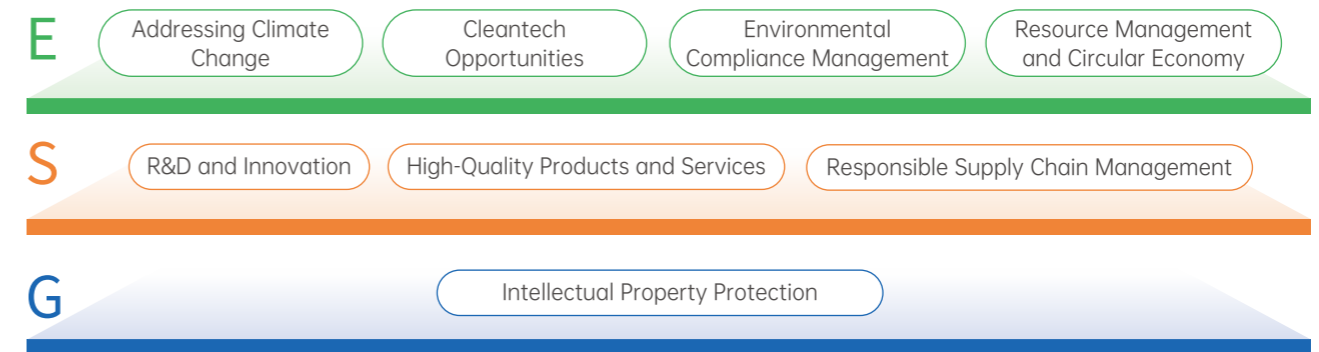 E
Addressing Climate
Change
Cleantech
Opportunities
Environmental
Compliance Management
Resource Management
and Circular Economy
S
R&D and Innovation
High-Quality Products and Services
Responsible Supply Chain Management
G
Intellectual Property Protection